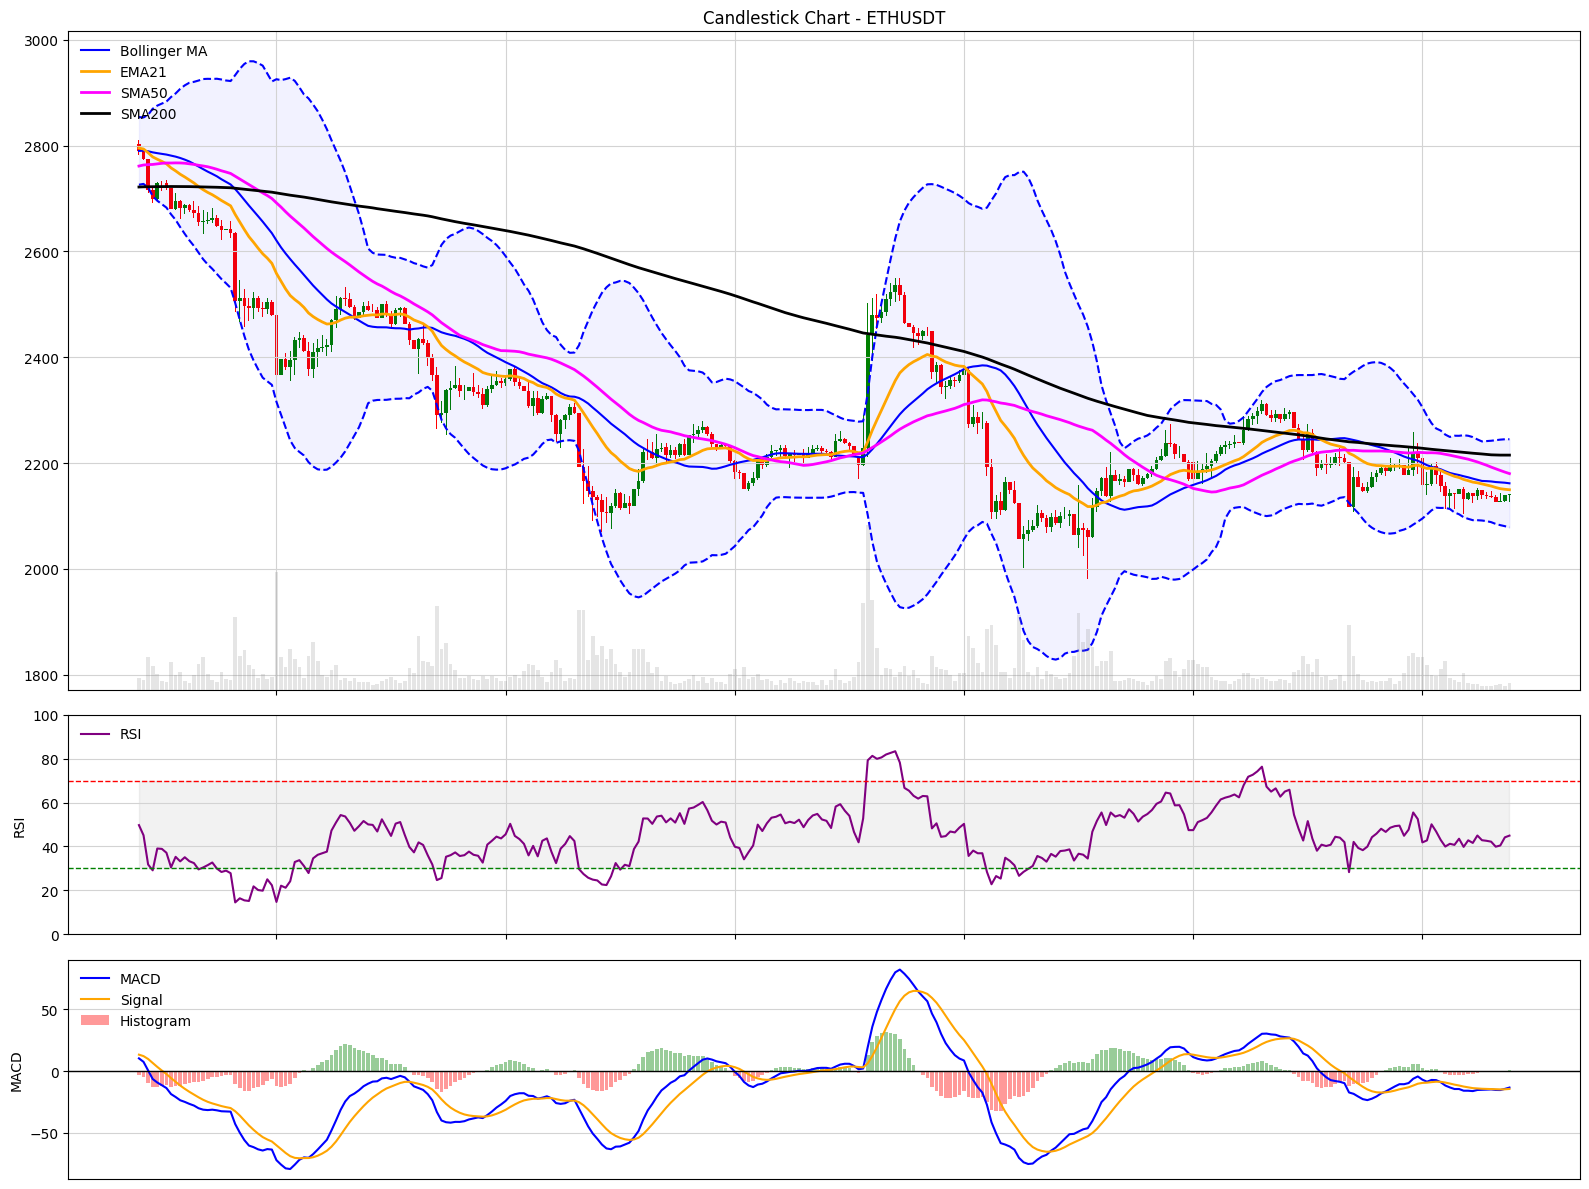 Candlestick Chart - ETHUSDT
3000
2800
2600
2400
2200
2000
1800
Bollinger MA
EMA21
SMA50
SMA200
RSI
100
80
60
40
20
0
RSI
MACD
50
0
−50
MACD
Signal
Histogram